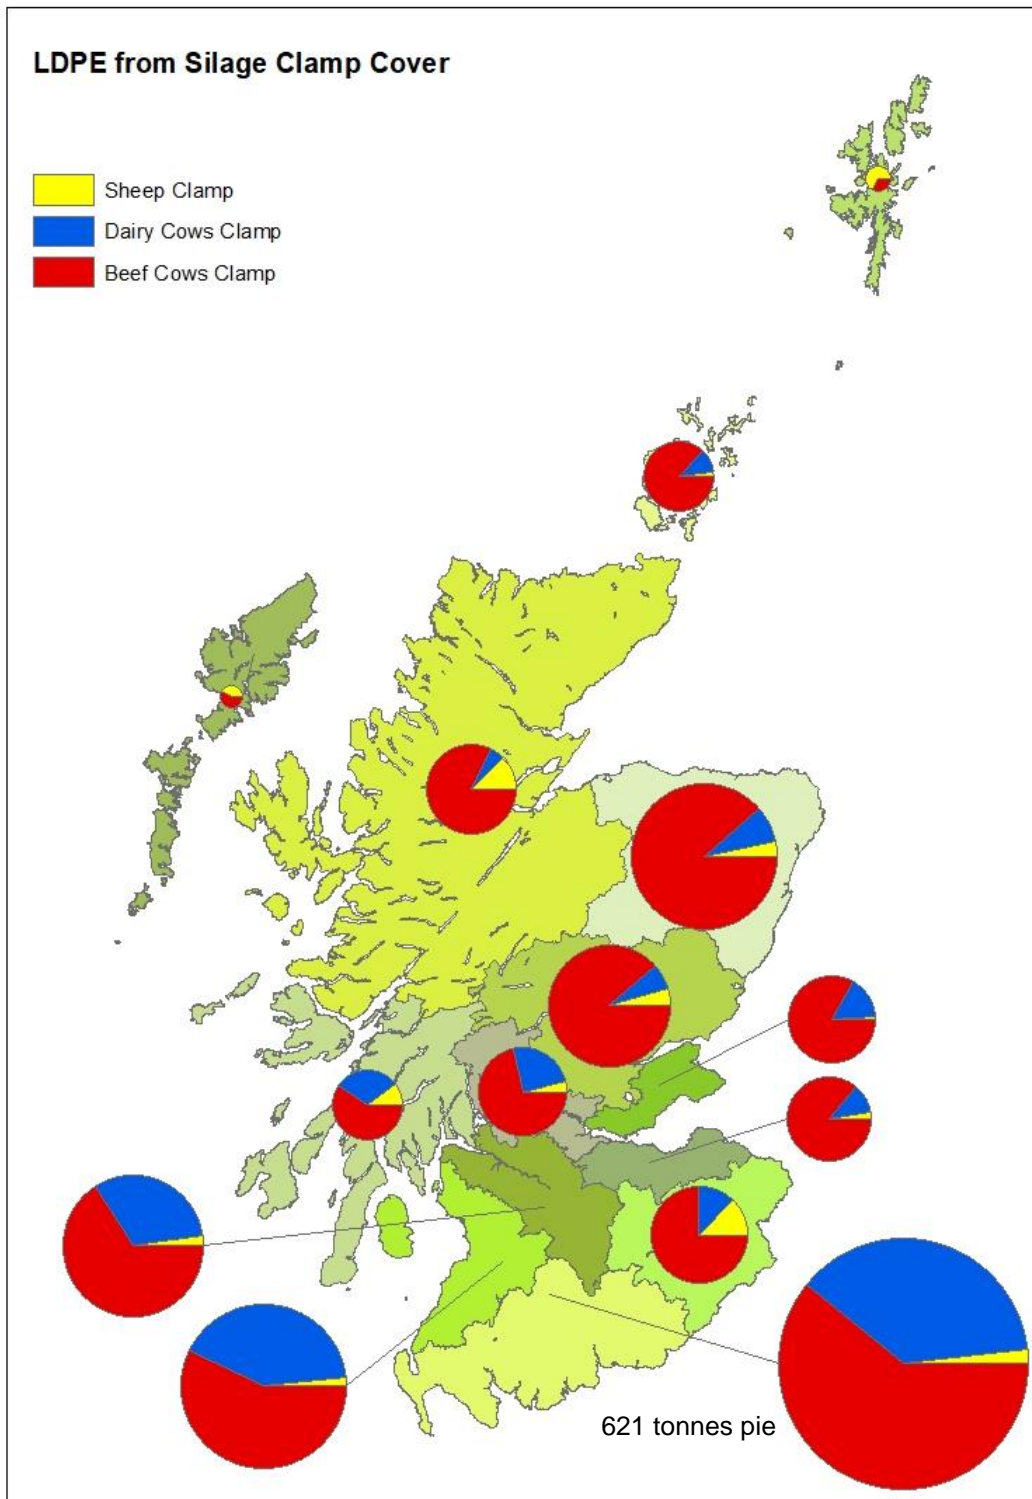 LDPE from Silage Clamp Cover
Sheep Clamp
Dairy Cows Clamp
Beef Cows Clamp
621 tonnes pie